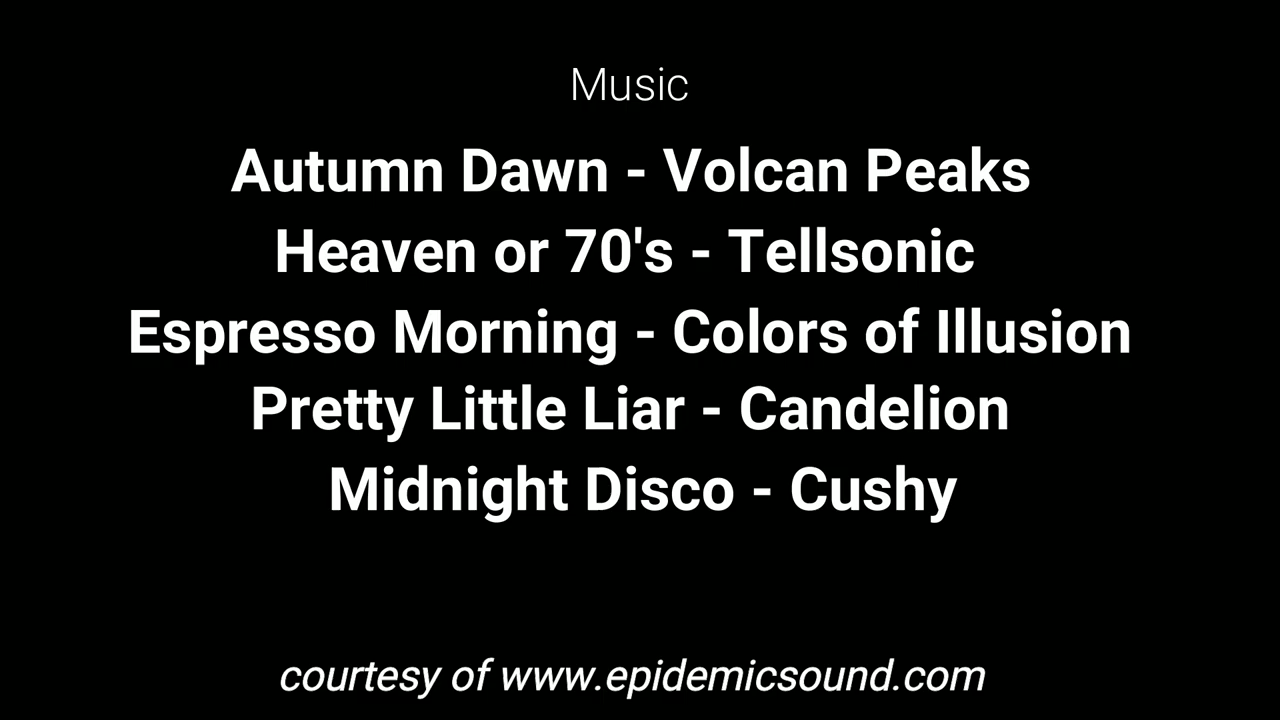 Music
Autumn Dawn - Volcan Peaks
Heaven or 70's - Tellsonic
Espresso Morning - Colors of Illusion
Pretty Little Liar - Candelion
Midnight Disco - Cushy
courtesy of www.epidemicsound.com